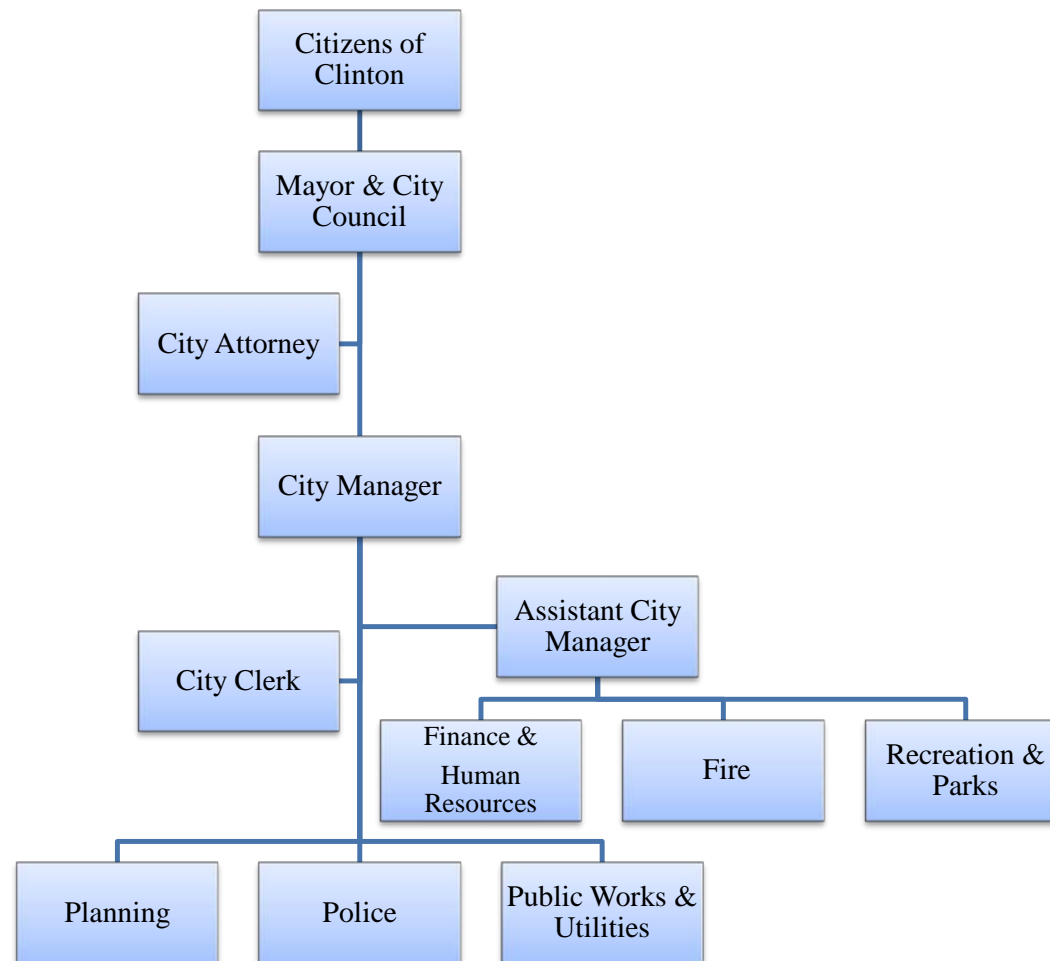 Citizens of
Clinton
Mayor & City
Council
City Attorney
City Manager
Assistant City
Manager
City Clerk
Finance &
Human
Resources
Fire
Recreation &
Parks
Planning
Police
Public Works &
Utilities